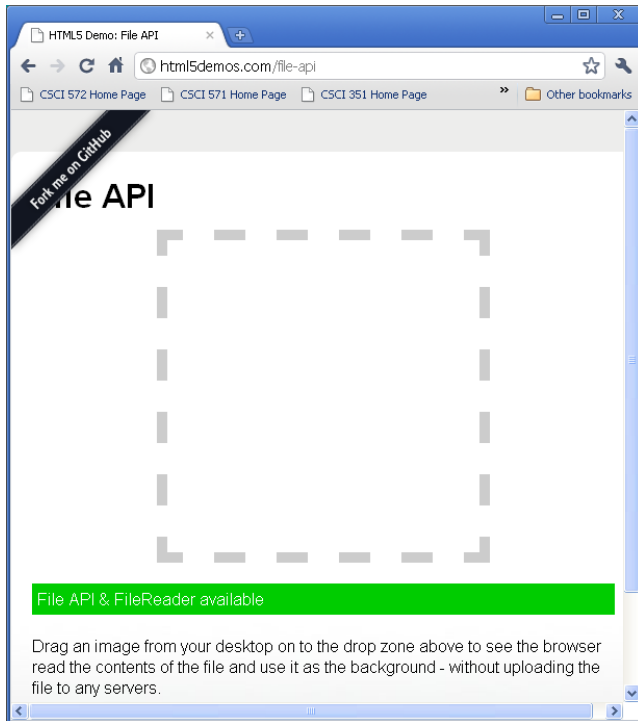 HTML5 Demo: File API
html5demos.com/file-api
CSCI 572 Home Page CSCI 571 Home Page CSCI 351 Home Page » Other bookmarks
Fork me on GitHub
File API
File API & FileReader available
Drag an image from your desktop on to the drop zone above to see the browser
read the contents of the file and use it as the background - without uploading the
file to any servers.